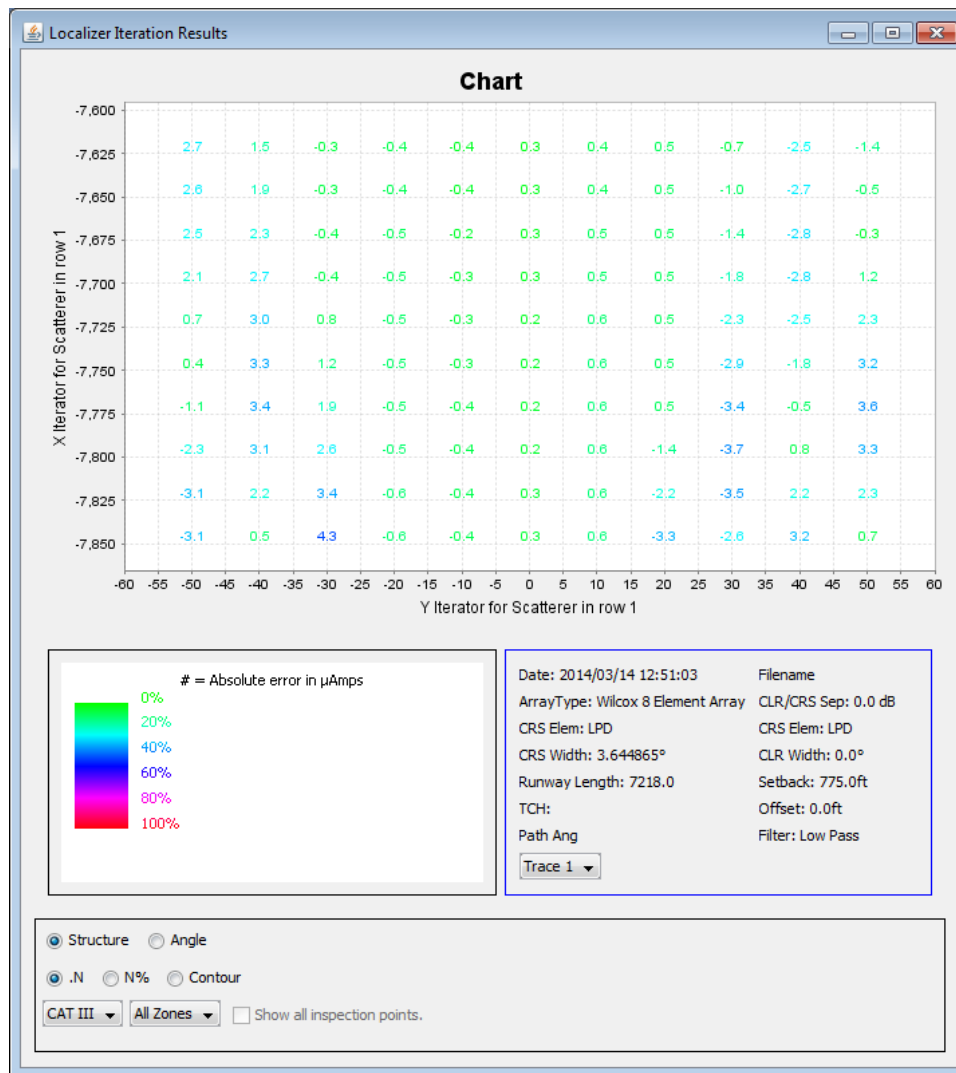 Localizer Iteration Results
Chart
-7,600
-7,625 2.7 1.5 -0.3 -0.4 -0.4 0.3 0.4 0.5 -0.7 -2.5 -1.4
-7,650 2.6 1.9 -0.3 -0.4 -0.4 0.3 0.4 0.5 -1.0 -2.7 -0.5
-7,675 2.5 2.3 -0.4 -0.5 -0.2 0.3 0.5 0.5 -1.4 -2.8 -0.3
-7,700 2.1 2.7 -0.4 -0.5 -0.3 0.3 0.5 0.5 -1.8 -2.8 1.2
-7,725 0.7 3.0 0.8 -0.5 -0.3 0.2 0.6 0.5 -2.3 -2.5 2.3
-7,750 0.4 3.3 1.2 -0.5 -0.3 0.2 0.6 0.5 -2.9 -1.8 3.2
-7,775 -1.1 3.4 1.9 -0.5 -0.4 0.2 0.6 0.5 -3.4 -0.5 3.6
-7,800 -2.3 3.1 2.6 -0.5 -0.4 0.2 0.6 -1.4 -3.7 0.8 3.3
-7,825 -3.1 2.2 3.4 -0.6 -0.4 0.3 0.6 -2.2 -3.5 2.2 2.3
-7,850 -3.1 0.5 4.3 -0.6 -0.4 0.3 0.6 -3.3 -2.6 3.2 0.7
X Iterator for Scatterer in row 1
-60 -55 -50 -45 -40 -35 -30 -25 -20 -15 -10 -5 0 5 10 15 20 25 30 35 40 45 50 55 60
Y Iterator for Scatterer in row 1
# = Absolute error in µAmps
0%
20%
40%
60%
80%
100%
Date: 2014/03/14 12:51:03 Filename
ArrayType: Wilcox 8 Element Array CLR/CRS Sep: 0.0 dB
CRS Elem: LPD CRS Elem: LPD
CRS Width: 3.644865° CLR Width: 0.0°
Runway Length: 7218.0 Setback: 775.0ft
TCH: Offset: 0.0ft
Path Ang Filter: Low Pass
Trace 1
Structure Angle
.N N% Contour
CAT III All Zones Show all inspection points.